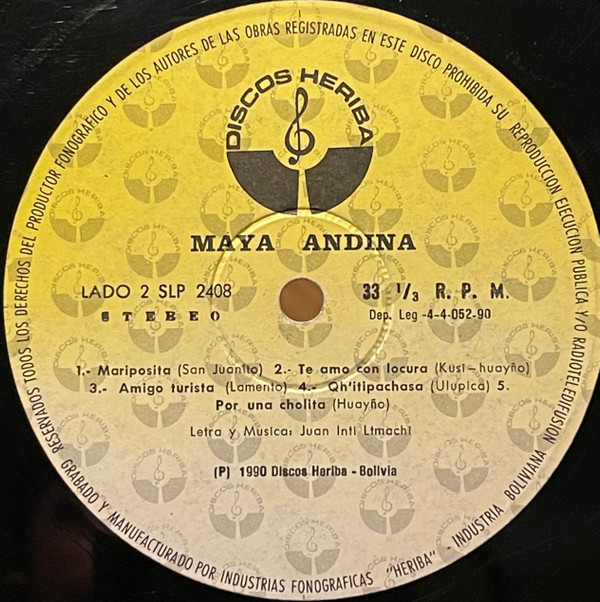 RESERVADOS TODOS LOS DERECHOS DEL PRODUCTOR FONOGRAFICO Y DE LOS AUTORES DE LAS OBRAS REGISTRADAS EN ESTE DISCO PROHIBIDA SU REPRODUCCION EJECUCION PUBLICA Y/O RADIOTELEDIFUSION
DISCOS HERIBA
MAYA ANDINA
LADO 2 SLP 2408
33 1/3 R. P. M.
STEREO
Dep. Leg -4-4-052-90
1.- Mariposita (San Juanito) 2.- Te amo con locura (Kusi-huayño)
3.- Amigo turista (Lamento) 4.- Qh'itipachasa (Ulupica) 5.
Por una cholita (Huayño)
Letra y Musica: Juan Inti Llmachi
(P) 1990 Discos Heriba - Bolivia
GRABADO Y MANUFACTURADO POR INDUSTRIAS FONOGRAFICAS "HERIBA" - INDUSTRIA BOLIVIANA